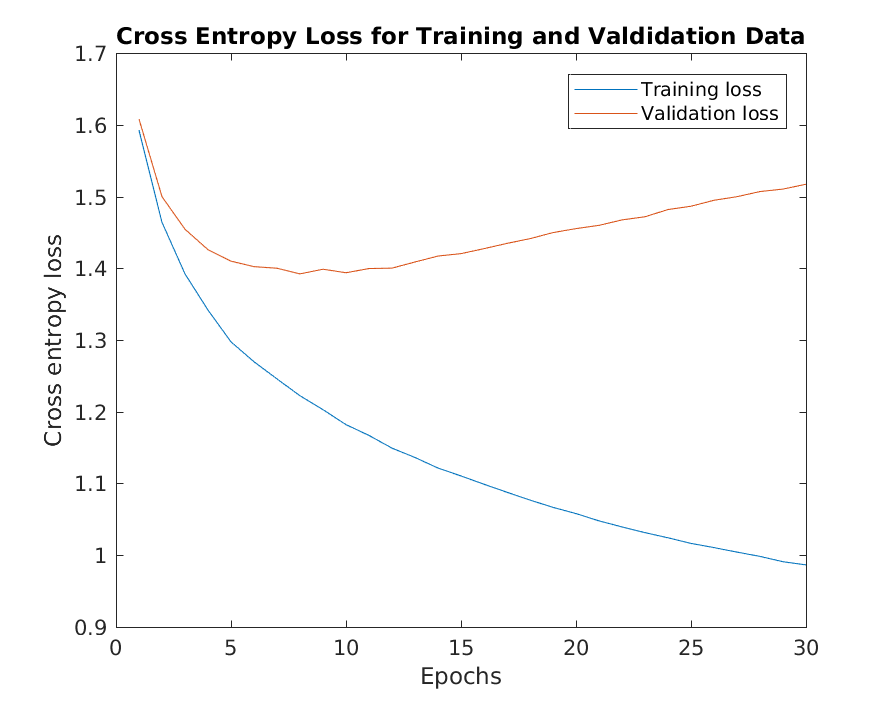 Cross Entropy Loss for Training and Valdidation Data
1.7
1.6
1.5
1.4
1.3
1.2
1.1
1
0.9
Cross entropy loss
Training loss
Validation loss
0 5 10 15 20 25 30
Epochs